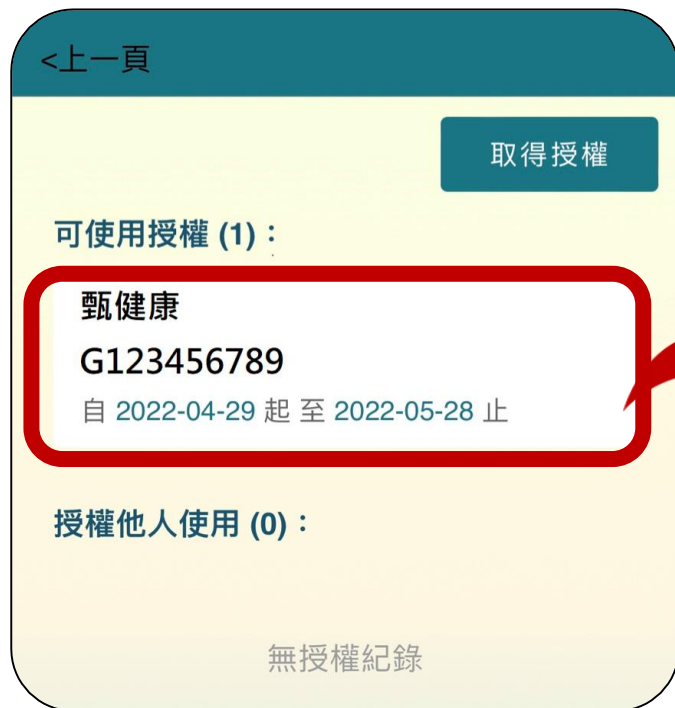 <上一頁
取得授權
可使用授權 (1)：
甄健康
G123456789
自 2022-04-29 起 至 2022-05-28 止
授權他人使用 (0)：
無授權紀錄